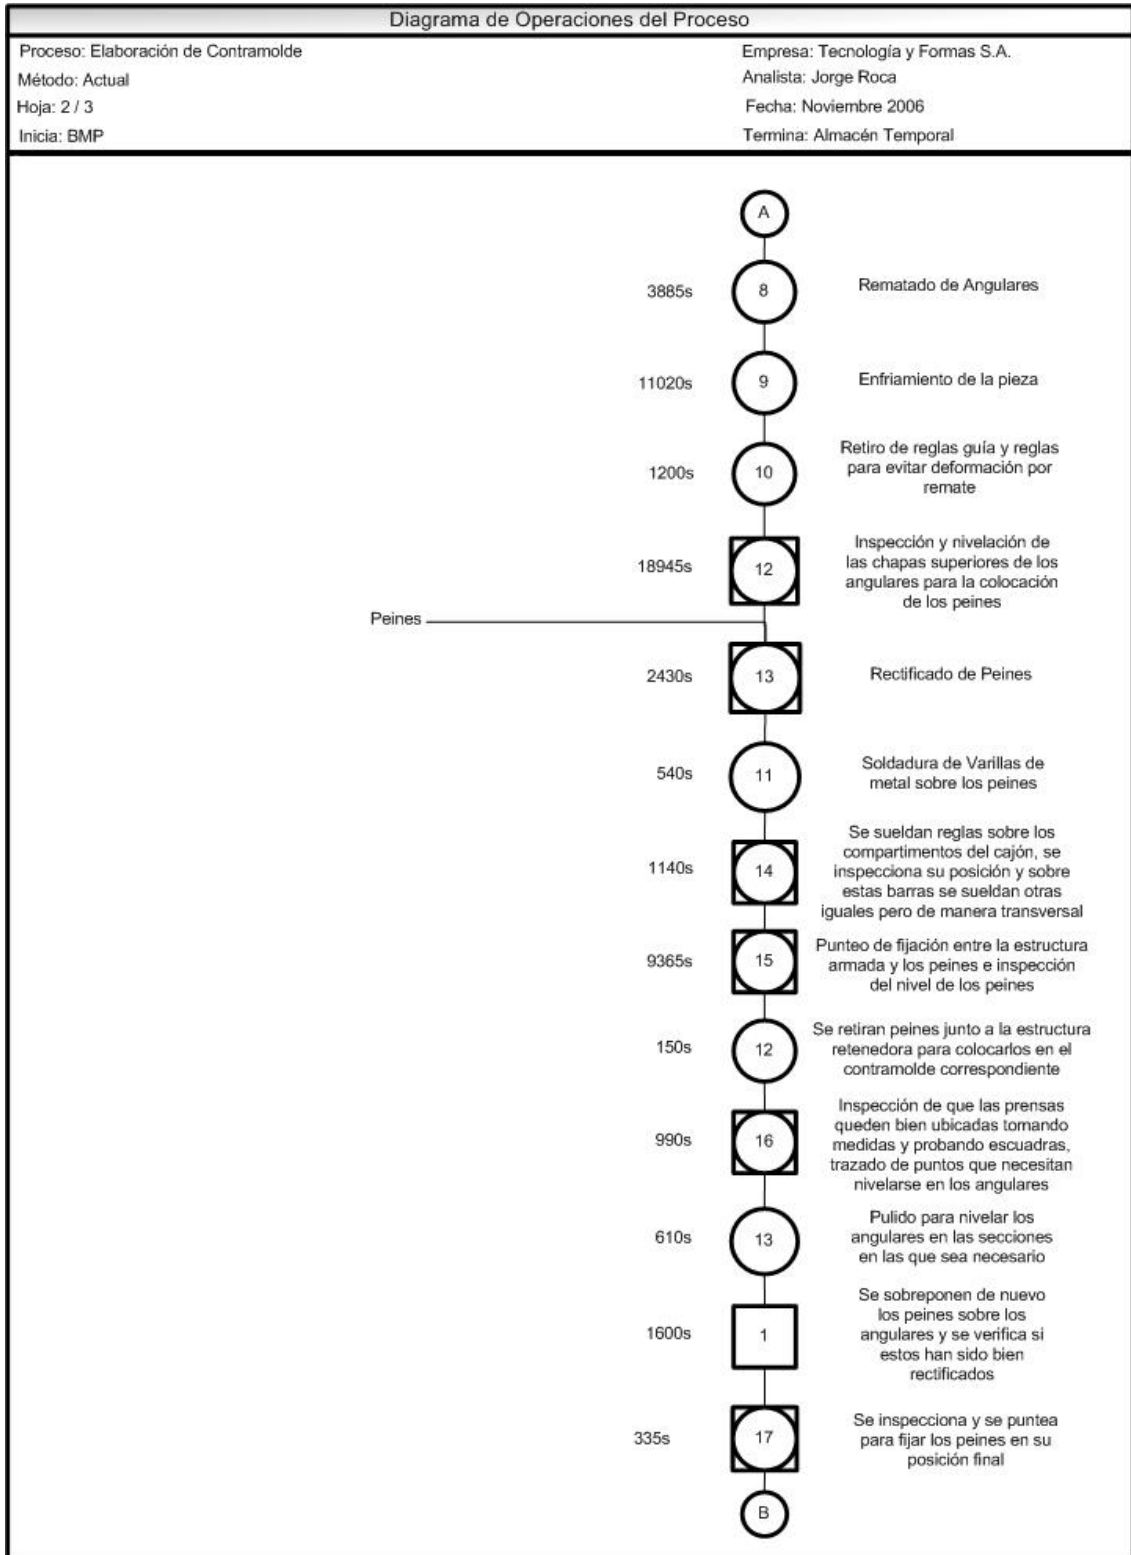 Diagrama de Operaciones del Proceso
Proceso: Elaboración de Contramolde
Empresa: Tecnología y Formas S.A.
Método: Actual
Analista: Jorge Roca
Hoja: 2 / 3
Fecha: Noviembre 2006
Inicia: BMP
Termina: Almacén Temporal
A
3885s
8
Rematado de Angulares
11020s
9
Enfriamiento de la pieza
1200s
10
Retiro de reglas guía y reglas
para evitar deformación por
remate
18945s
12
Inspección y nivelación de
las chapas superiores de los
angulares para la colocación
de los peines
Peines
2430s
13
Rectificado de Peines
540s
11
Soldadura de Varillas de
metal sobre los peines
1140s
14
Se sueldan reglas sobre los
compartimentos del cajón, se
inspecciona su posición y sobre
estas barras se sueldan otras
iguales pero de manera transversal
9365s
15
Punteo de fijación entre la estructura
armada y los peines e inspección
del nivel de los peines
150s
12
Se retiran peines junto a la estructura
retenedora para colocarlos en el
contramolde correspondiente
990s
16
Inspección de que las prensas
queden bien ubicadas tomando
medidas y probando escuadras,
trazado de puntos que necesitan
nivelarse en los angulares
610s
13
Pulido para nivelar los
angulares en las secciones
en las que sea necesario
1600s
1
Se sobreponen de nuevo
los peines sobre los
angulares y se verifica si
estos han sido bien
rectificados
335s
17
Se inspecciona y se puntea
para fijar los peines en su
posición final
B